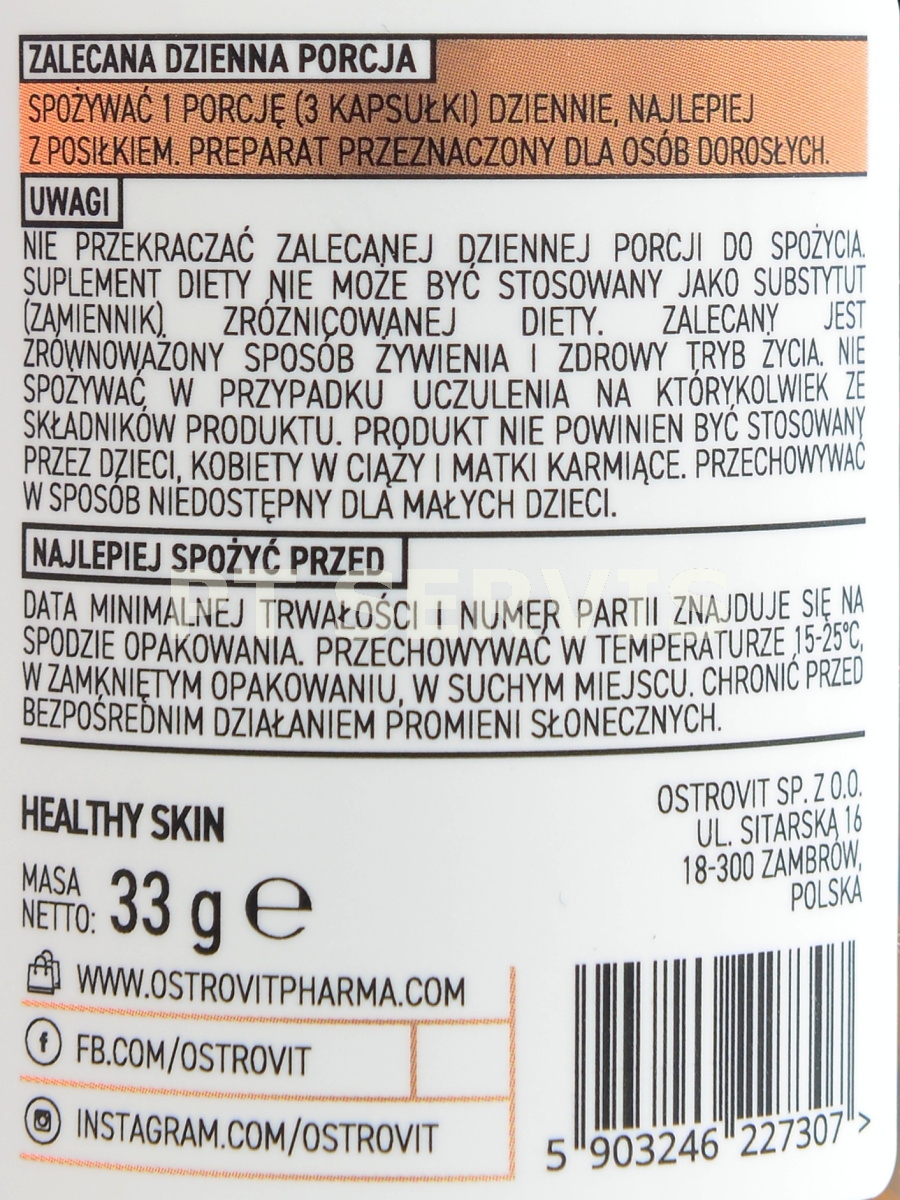 ZALECANA DZIENNA PORCJA
SPOŻYWAĆ 1 PORCJĘ (3 KAPSUŁKI) DZIENNIE, NAJLEPIEJ
Z POSIŁKIEM. PREPARAT PRZEZNACZONY DLA OSÓB DOROSŁYCH.
UWAGI
NIE PRZEKRACZAĆ ZALECANEJ DZIENNEJ PORCJI DO SPOŻYCIA.
SUPLEMENT DIETY NIE MOŻE BYĆ STOSOWANY JAKO SUBSTYTUT
(ZAMIENNIK) ZRÓŻNICOWANEJ DIETY. ZALECANY JEST
ZRÓWNOWAŻONY SPOSÓB ŻYWIENIA I ZDROWY TRYB ŻYCIA. NIE
SPOŻYWAĆ W PRZYPADKU UCZULENIA NA KTÓRYKOLWIEK ZE
SKŁADNIKÓW PRODUKTU. PRODUKT NIE POWINIEN BYĆ STOSOWANY
PRZEZ DZIECI, KOBIETY W CIĄŻY I MATKI KARMIĄCE. PRZECHOWYWAĆ
W SPOSÓB NIEDOSTĘPNY DLA MAŁYCH DZIECI.
NAJLEPIEJ SPOŻYĆ PRZED
RT SERVIS
DATA MINIMALNEJ TRWAŁOŚCI I NUMER PARTII ZNAJDUJE SIĘ NA
SPODZIE OPAKOWANIA. PRZECHOWYWAĆ W TEMPERATURZE 15-25°C,
W ZAMKNIĘTYM OPAKOWANIU, W SUCHYM MIEJSCU. CHRONIĆ PRZED
BEZPOŚREDNIM DZIAŁANIEM PROMIENI SŁONECZNYCH.
HEALTHY SKIN
MASA
NETTO: 33 g ℮
OSTROVIT SP. Z O.O.
UL. SITARSKA 16
18-300 ZAMBRÓW,
POLSKA
WWW.OSTROVITPHARMA.COM
FB.COM/OSTROVIT
INSTAGRAM.COM/OSTROVIT
5 903246 227307 >